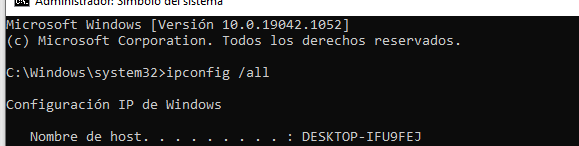 Administrador: Símbolo del sistema
Microsoft Windows [Versión 10.0.19042.1052]
(c) Microsoft Corporation. Todos los derechos reservados.
C:\Windows\system32>ipconfig /all
Configuración IP de Windows
Nombre de host. . . . . . . . . : DESKTOP-IFU9FEJ